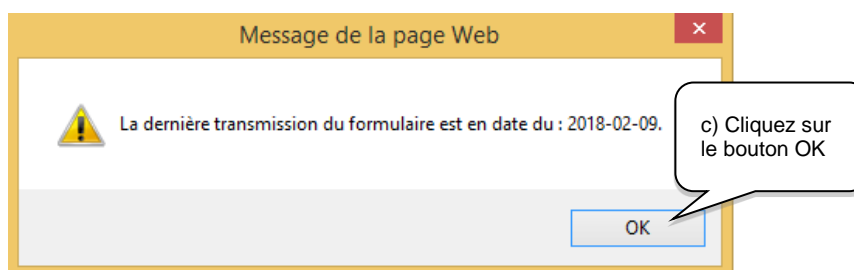 Message de la page Web
La dernière transmission du formulaire est en date du : 2018-02-09.
c) Cliquez sur
le bouton OK
OK